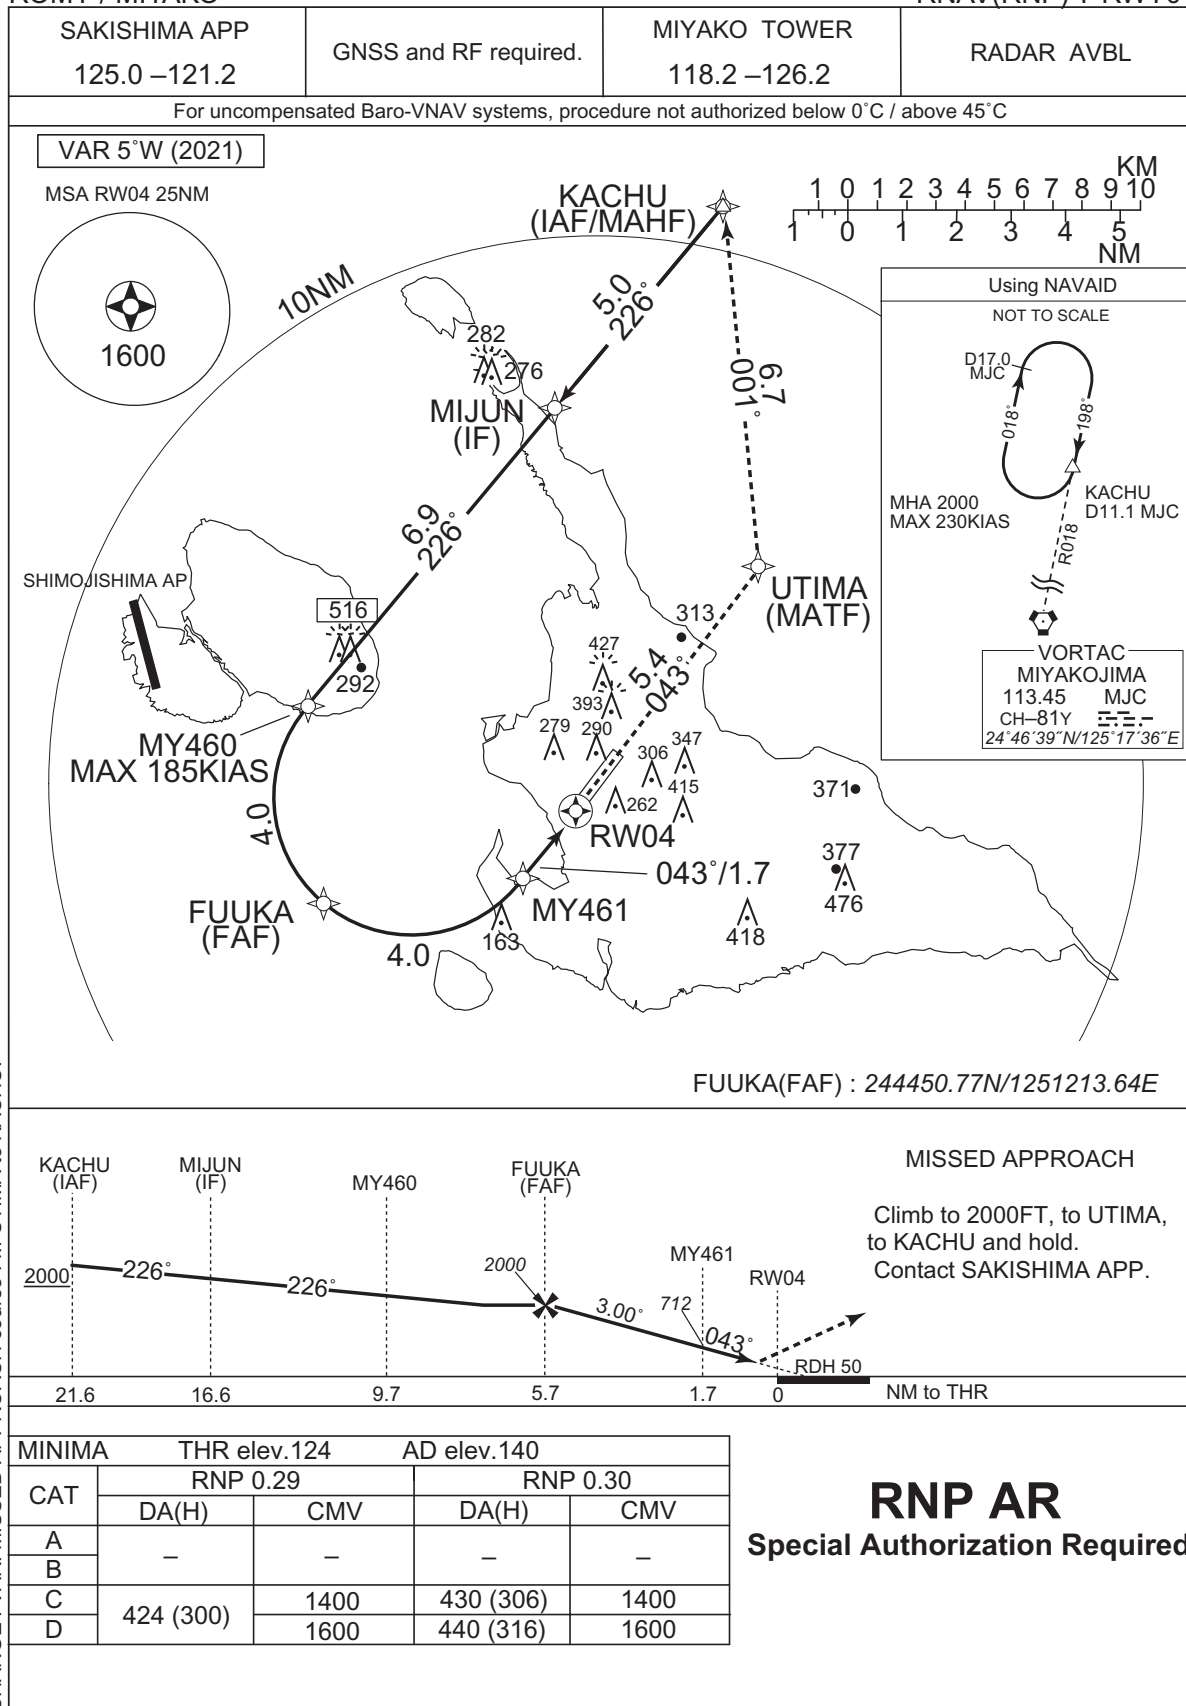 SAKISHIMA APP
125.0 –121.2
GNSS and RF required.
MIYAKO TOWER
118.2 –126.2
RADAR AVBL
For uncompensated Baro-VNAV systems, procedure not authorized below 0˚C / above 45˚C
VAR 5˚W (2021)
MSA RW04 25NM
1600
10NM
KACHU
(IAF/MAHF)
KM
1 0 1 2 3 4 5 6 7 8 9 10
1 0 1 2 3 4 5
NM
5.0
226˚
282
276
MIJUN
(IF)
6.7
001˚
Using NAVAID
NOT TO SCALE
D17.0
MJC
018˚
198˚
MHA 2000
MAX 230KIAS
KACHU
D11.1 MJC
R018
VORTAC
MIYAKOJIMA
113.45 MJC
CH–81Y
24˚46´39˝N/125˚17´36˝E
6.9
226˚
SHIMOJISHIMA AP
516
292
UTIMA
(MATF)
313
427
5.4
043˚
393
279
290
306
347
262
415
371
MY460
MAX 185KIAS
4.0
RW04
043˚/1.7
377
476
FUUKA
(FAF)
MY461
163
418
4.0
FUUKA(FAF) : 244450.77N/1251213.64E
KACHU
(IAF)
MIJUN
(IF)
MY460
FUUKA
(FAF)
MY461
RW04
MISSED APPROACH
Climb to 2000FT, to UTIMA,
to KACHU and hold.
Contact SAKISHIMA APP.
2000
226˚
226˚
2000
3.00˚
712
043˚
RDH 50
21.6 16.6 9.7 5.7 1.7 0 NM to THR
MINIMA THR elev.124 AD elev.140
CAT RNP 0.29 RNP 0.30
DA(H) CMV DA(H) CMV
A
B – – – –
C 424 (300) 1400 430 (306) 1400
D 1600 440 (316) 1600
RNP AR
Special Authorization Required